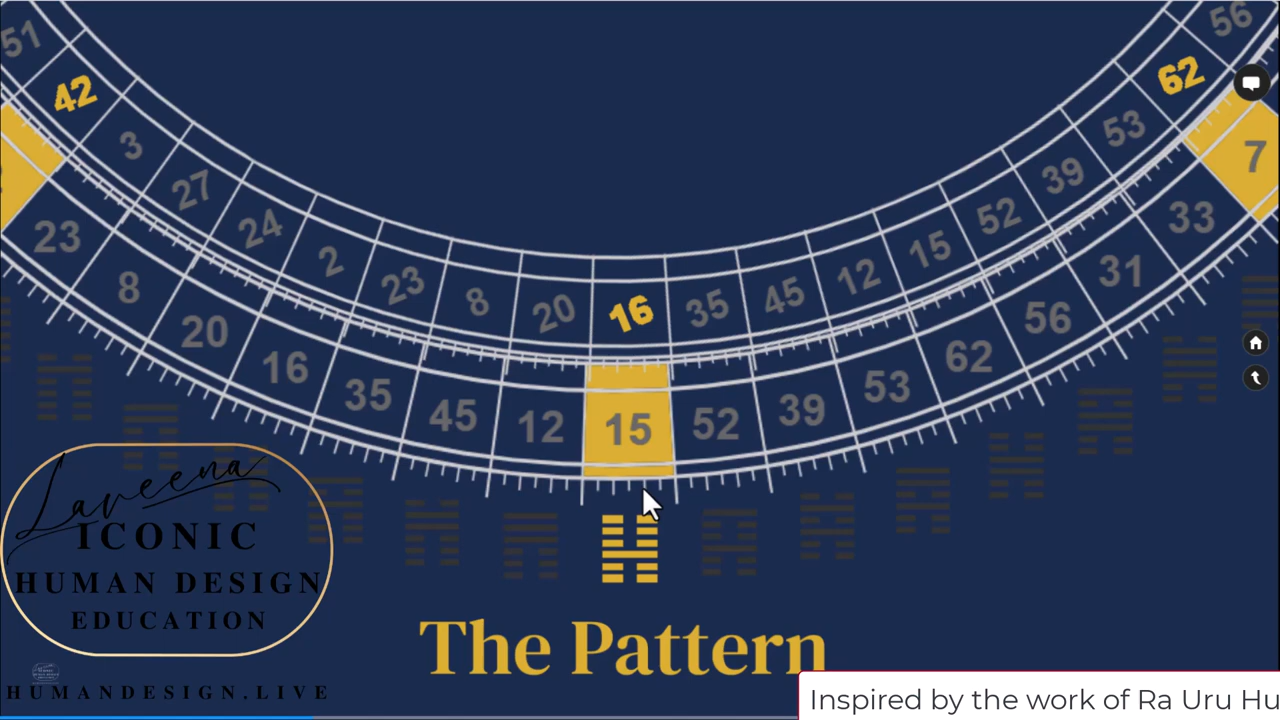 51 42 3 27 24 2 23 8 20 16 35 45 12 15 52 39 53 62 56
23 8 20 16 35 45 12 15 52 39 53 62 56 31 33 7
Laveena
ICONIC
HUMAN DESIGN
EDUCATION
The Pattern
HUMANDESIGN.LIVE
Inspired by the work of Ra Uru Hu